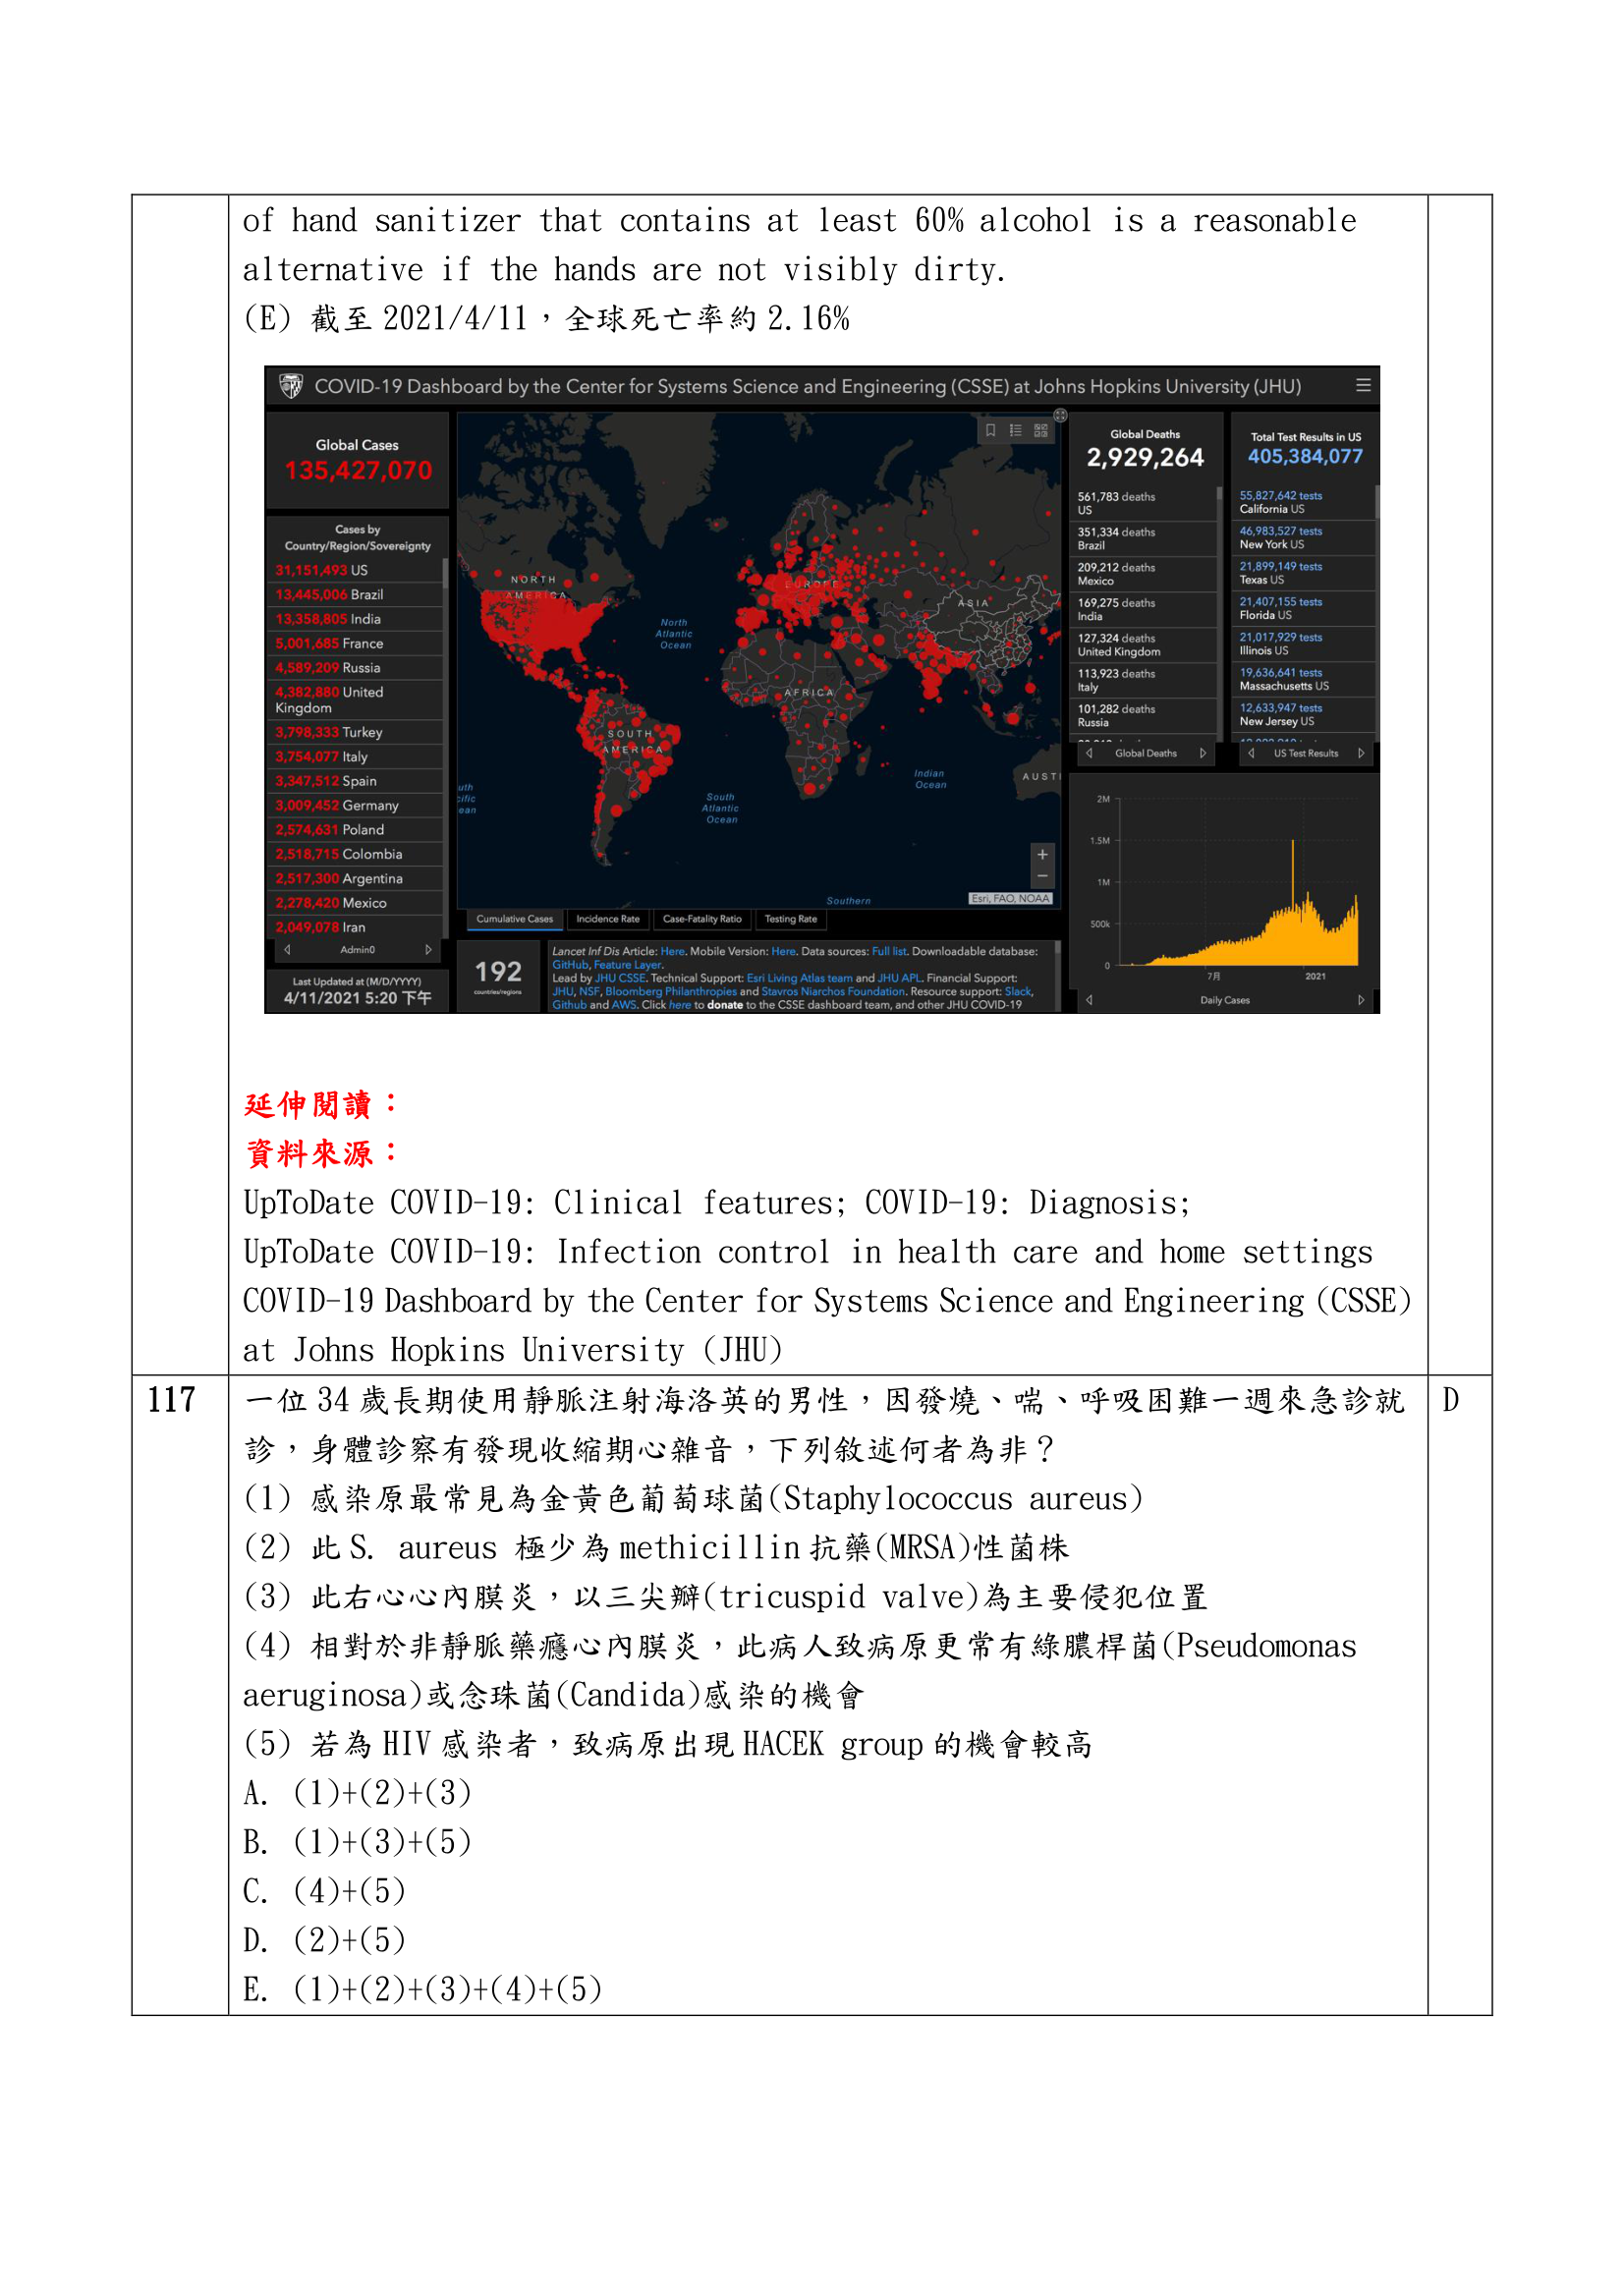 of hand sanitizer that contains at least 60% alcohol is a reasonable
alternative if the hands are not visibly dirty.
(E) 截至 2021/4/11，全球死亡率約 2.16%
COVID-19 Dashboard by the Center for Systems Science and Engineering (CSSE) at Johns Hopkins University (JHU)
Global Cases
135,427,070
Cases by
Country/Region/Sovereignty
31,151,493 US
13,445,006 Brazil
13,358,805 India
5,001,685 France
4,589,209 Russia
4,382,880 United
Kingdom
3,798,333 Turkey
3,754,077 Italy
3,347,512 Spain
3,009,452 Germany
2,574,631 Poland
2,518,715 Colombia
2,517,300 Argentina
2,278,420 Mexico
2,049,078 Iran
Admin0
Last Updated at (M/D/YYYY)
4/11/2021 5:20 下午
NORTH
AMERICA
North
Atlantic
Ocean
EUROPE
ASIA
AFRICA
SOUTH
AMERICA
Indian
Ocean
AUST
South
Atlantic
Ocean
uth
cific
ean
Southern
+
−
Esri, FAO, NOAA
Cumulative Cases
Incidence Rate
Case-Fatality Ratio
Testing Rate
192
countries/regions
Lancet Inf Dis Article: Here. Mobile Version: Here. Data sources: Full list. Downloadable database:
GitHub, Feature Layer.
Lead by JHU CSSE. Technical Support: Esri Living Atlas team and JHU APL. Financial Support:
JHU, NSF, Bloomberg Philanthropies and Stavros Niarchos Foundation. Resource support: Slack,
Github and AWS. Click here to donate to the CSSE dashboard team, and other JHU COVID-19
Global Deaths
2,929,264
561,783 deaths
US
351,334 deaths
Brazil
209,212 deaths
Mexico
169,275 deaths
India
127,324 deaths
United Kingdom
113,923 deaths
Italy
101,282 deaths
Russia
Global Deaths
Total Test Results in US
405,384,077
55,827,642 tests
California US
46,983,527 tests
New York US
21,899,149 tests
Texas US
21,407,155 tests
Florida US
21,017,929 tests
Illinois US
19,636,641 tests
Massachusetts US
12,633,947 tests
New Jersey US
US Test Results
2M
1.5M
1M
500k
0
7月
2021
Daily Cases
延伸閱讀：
資料來源：
UpToDate COVID-19: Clinical features; COVID-19: Diagnosis;
UpToDate COVID-19: Infection control in health care and home settings
COVID-19 Dashboard by the Center for Systems Science and Engineering (CSSE)
at Johns Hopkins University (JHU)
117
一位 34 歲長期使用靜脈注射海洛英的男性，因發燒、喘、呼吸困難一週來急診就
D
診，身體診察有發現收縮期心雜音，下列敘述何者為非？
(1) 感染原最常見為金黃色葡萄球菌(Staphylococcus aureus)
(2) 此 S. aureus 極少為 methicillin 抗藥(MRSA)性菌株
(3) 此右心心內膜炎，以三尖瓣(tricuspid valve)為主要侵犯位置
(4) 相對於非靜脈藥癮心內膜炎，此病人致病原更常有綠膿桿菌(Pseudomonas
aeruginosa)或念珠菌(Candida)感染的機會
(5) 若為 HIV 感染者，致病原出現 HACEK group 的機會較高
A. (1)+(2)+(3)
B. (1)+(3)+(5)
C. (4)+(5)
D. (2)+(5)
E. (1)+(2)+(3)+(4)+(5)